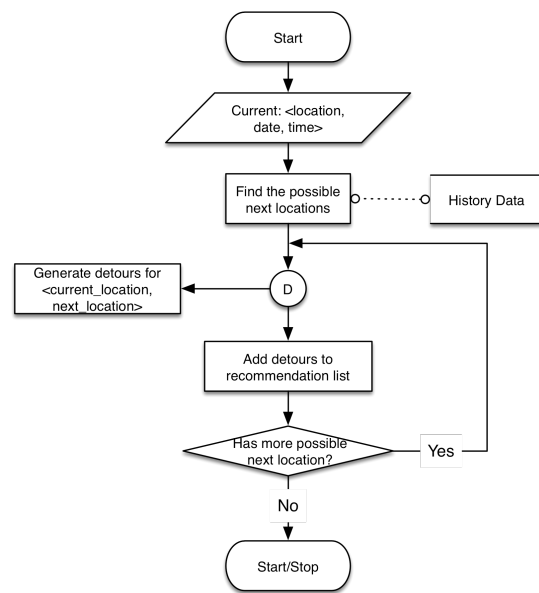 Start
Current: <location,
date, time>
Find the possible
next locations
History Data
Generate detours for
<current_location,
next_location>
D
Add detours to
recommendation list
Has more possible
next location?
Yes
No
Start/Stop